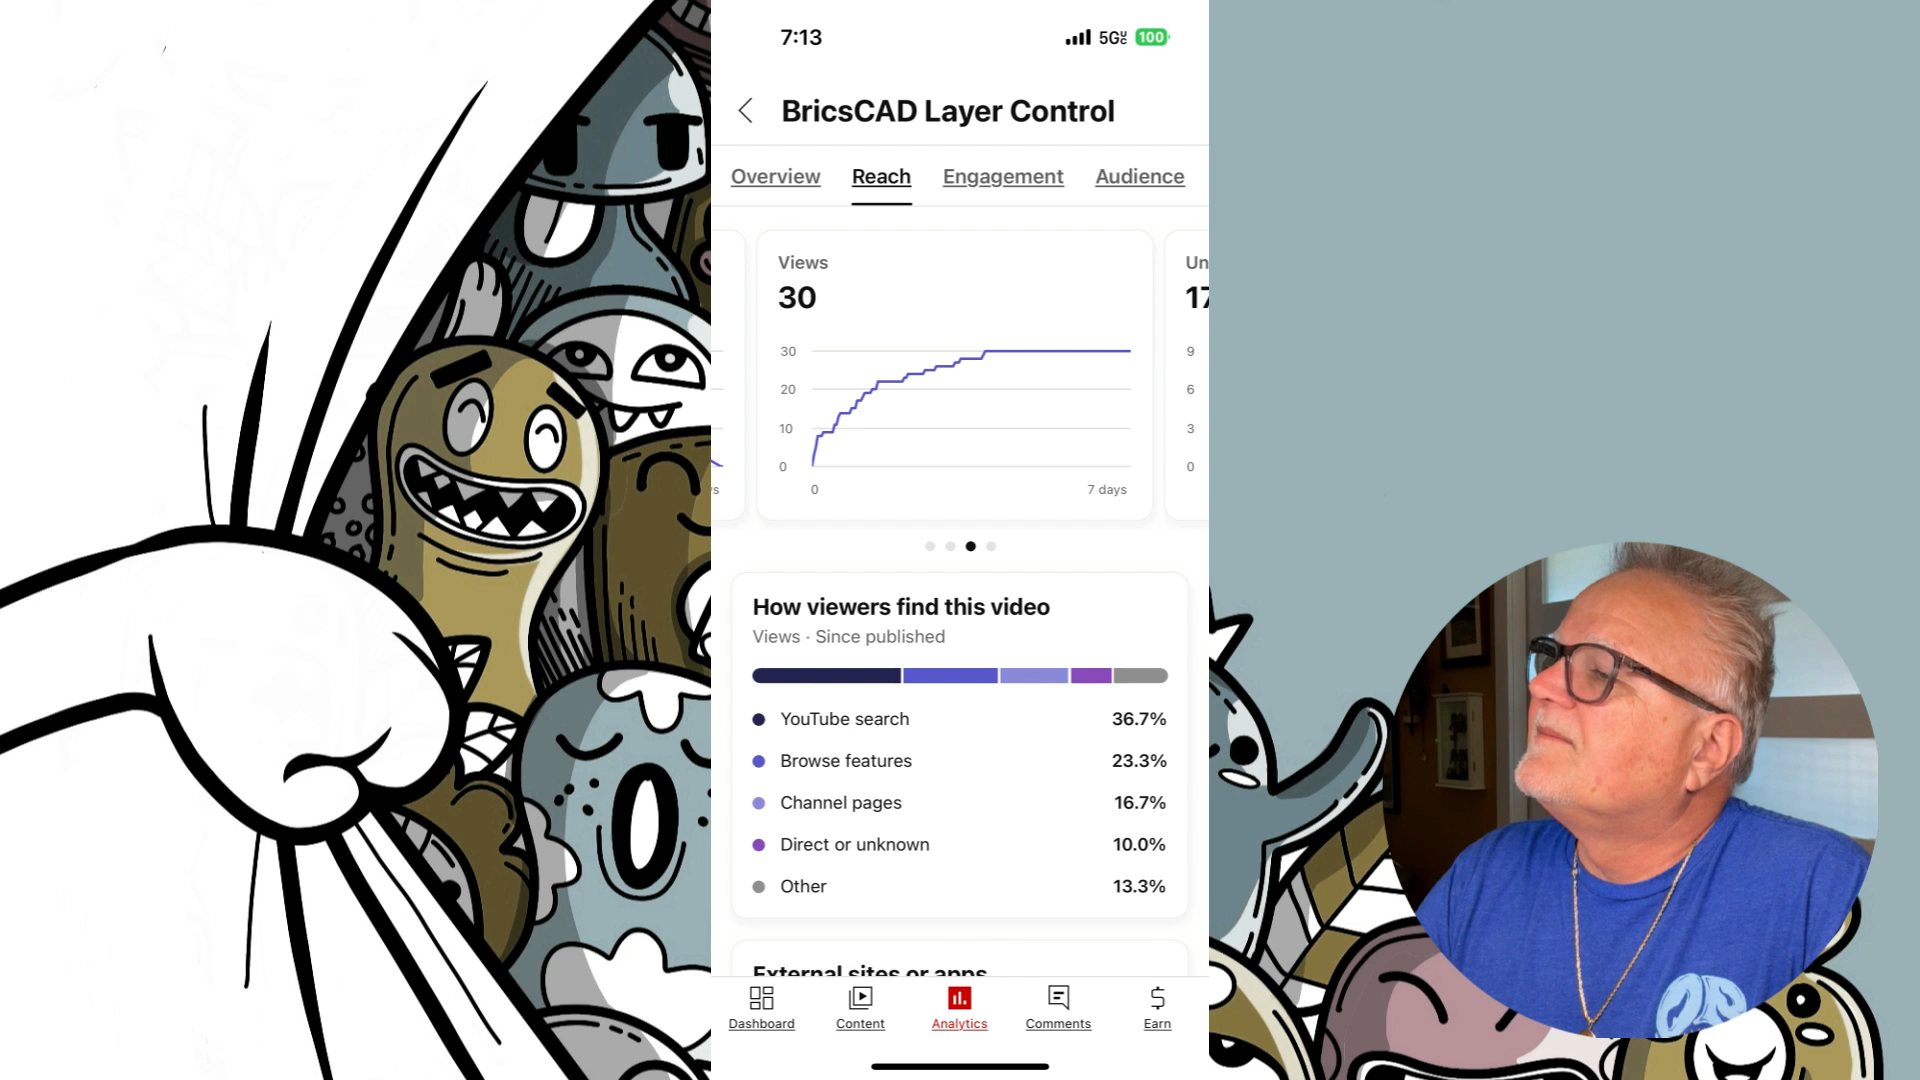 7:13
5G
100
BricsCAD Layer Control
Overview Reach Engagement Audience
Views
30
30
20
10
0
0 7 days
Un
17
9
6
3
0
How viewers find this video
Views · Since published
YouTube search 36.7%
Browse features 23.3%
Channel pages 16.7%
Direct or unknown 10.0%
Other 13.3%
External sites or apps
Dashboard Content Analytics Comments Earn